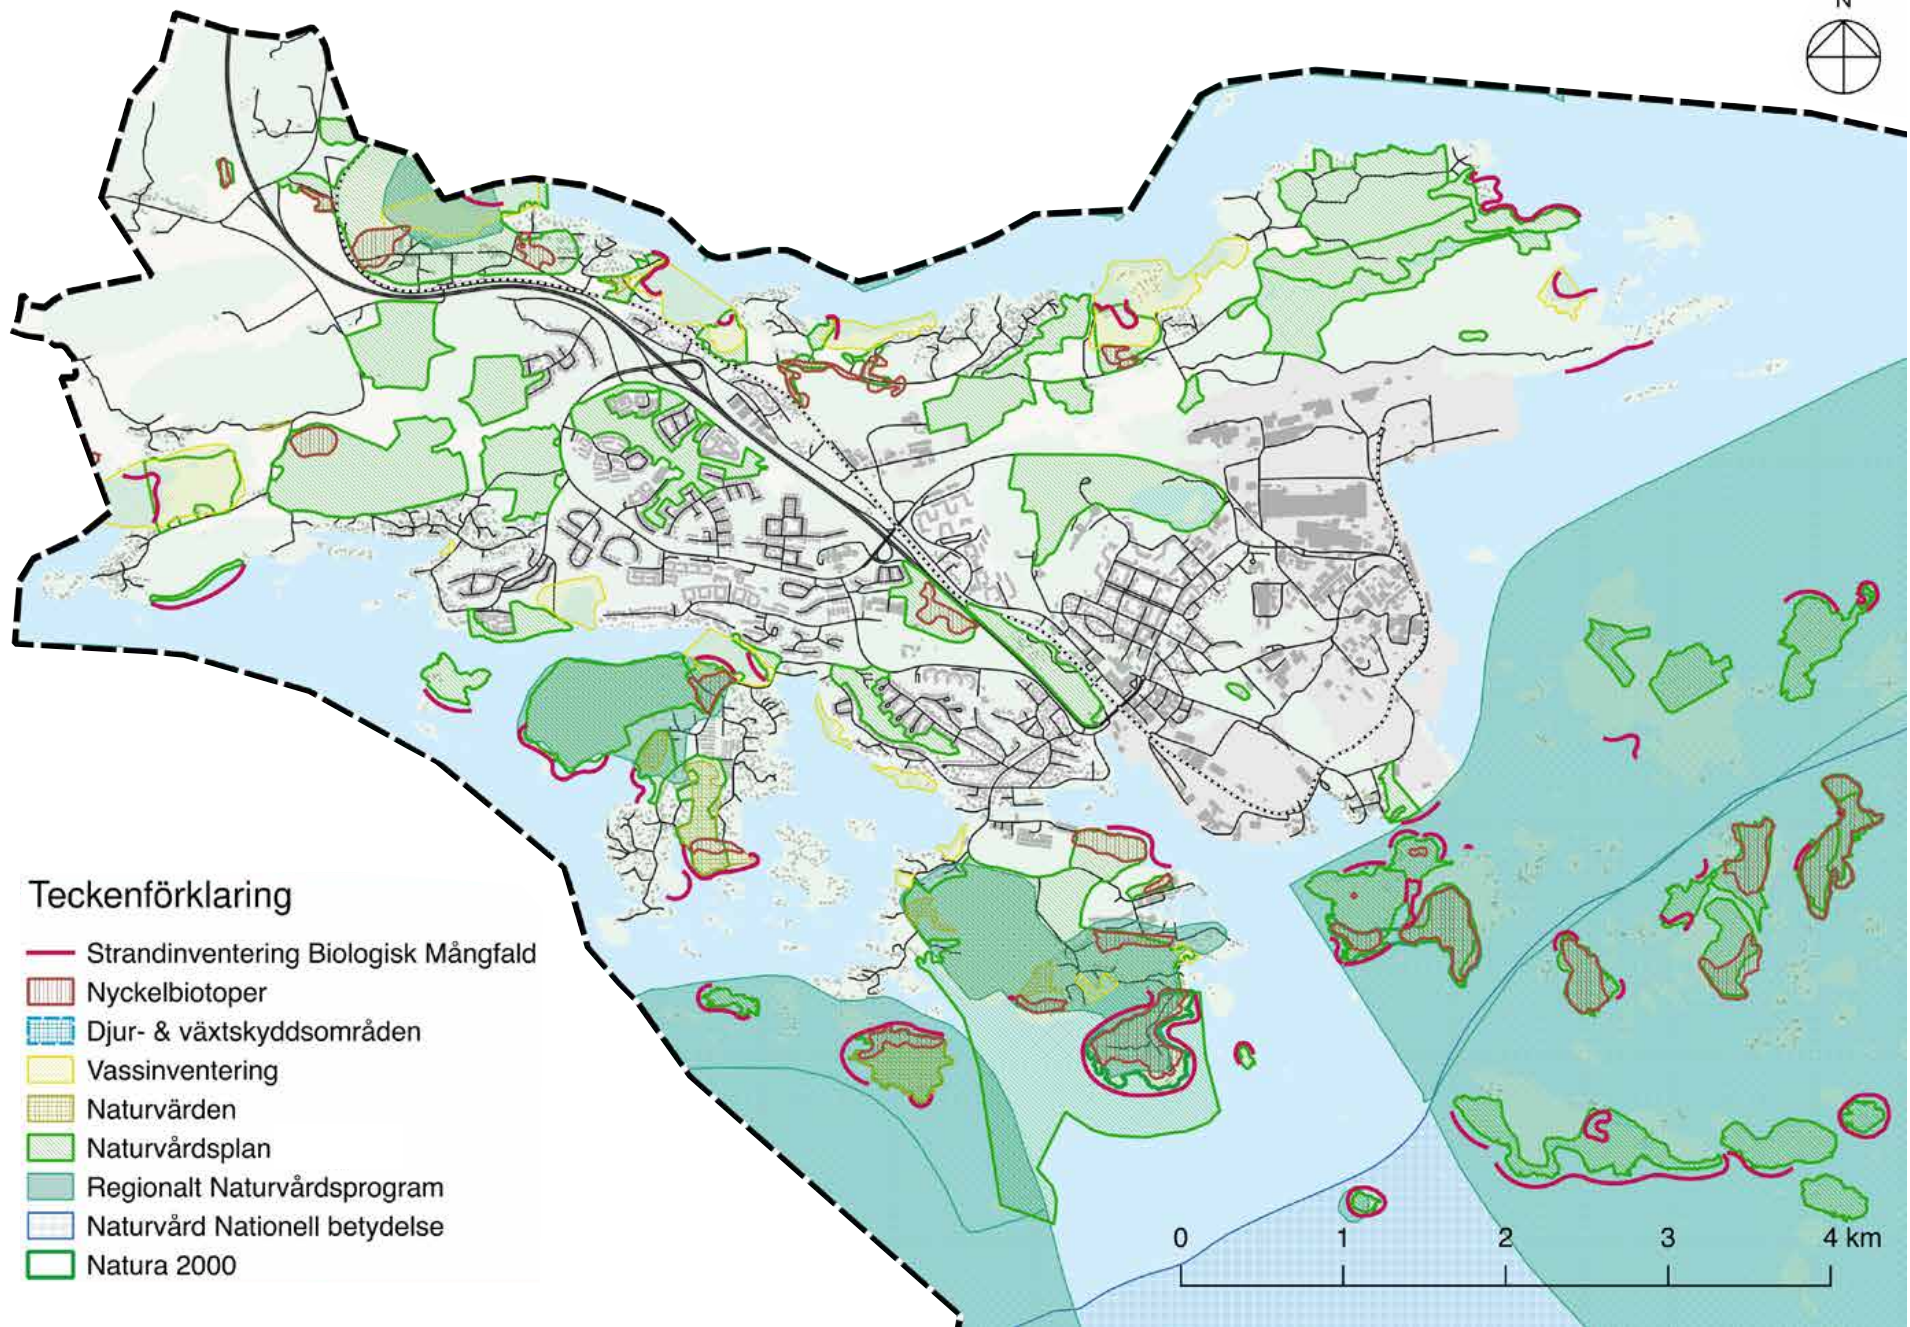 N
Teckenförklaring
Strandinventering Biologisk Mångfald
Nyckelbiotoper
Djur- & växtskyddsområden
Vassinventering
Naturvärden
Naturvårdsplan
Regionalt Naturvårdsprogram
Naturvård Nationell betydelse
Natura 2000
0 1 2 3 4 km